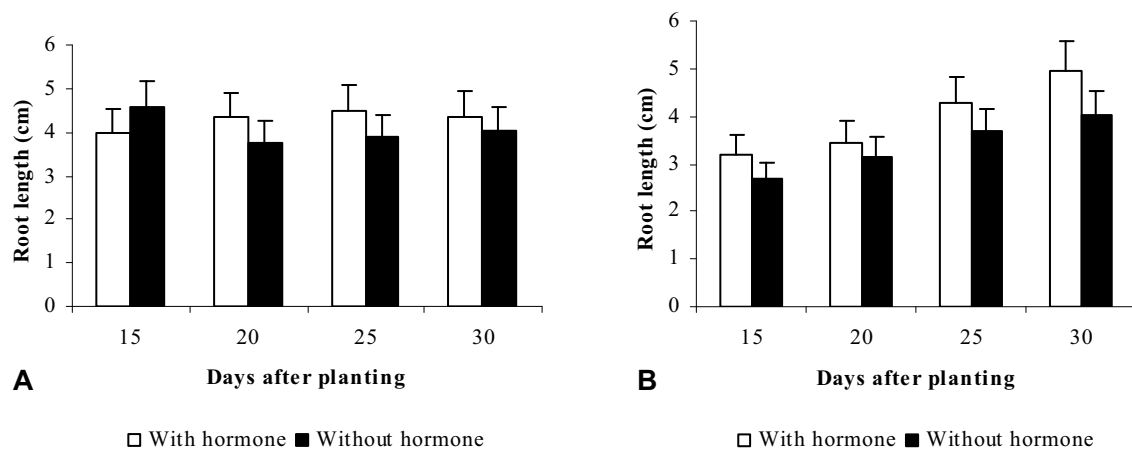 6
5
4
3
2
1
0
Root length (cm)
15 20 25 30
Days after planting
A
□ With hormone ■ Without hormone
6
5
4
3
2
1
0
Root length (cm)
15 20 25 30
Days after planting
B
□ With hormone ■ Without hormone